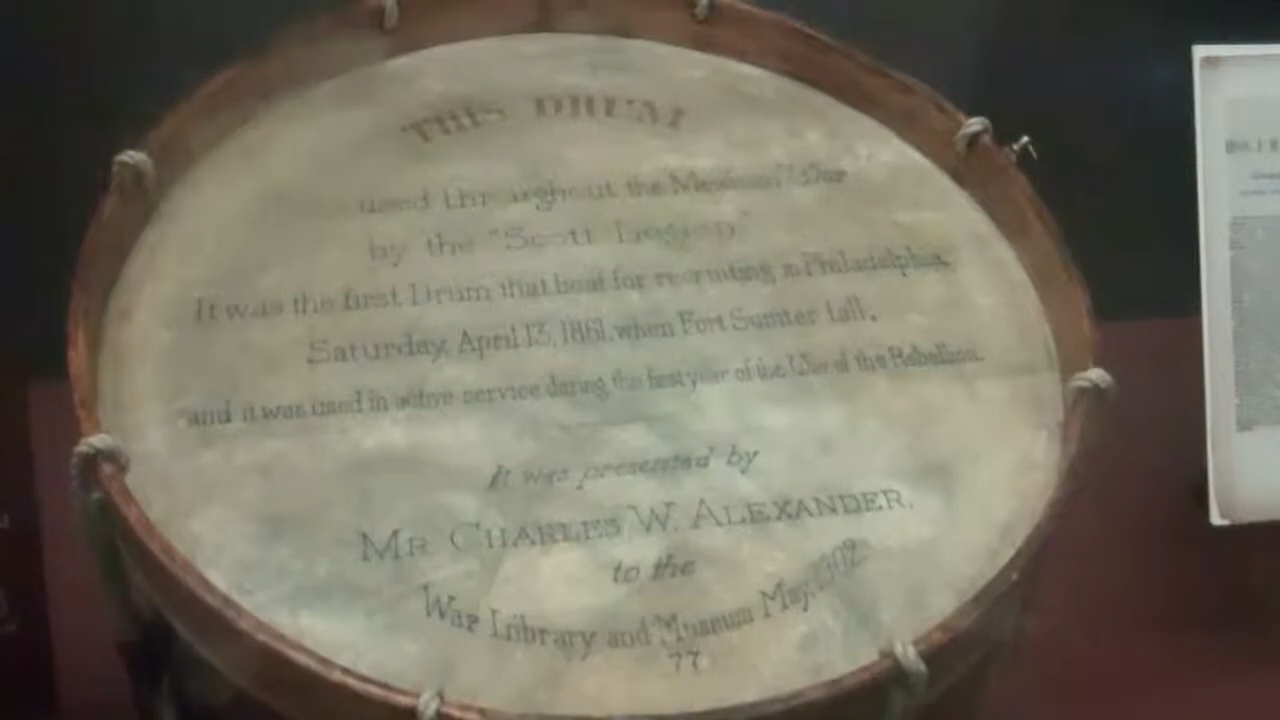 THIS DRUM
used throughout the Mexican War
by the "Scott Legion"
It was the first Drum that beat for recruiting in Philadelphia,
Saturday, April 13, 1861, when Fort Sumter fell,
and it was used in active service during the first year of the War of the Rebellion.
It was presented by
MR CHARLES W. ALEXANDER.
to the
War Library and Museum May, 1902
77